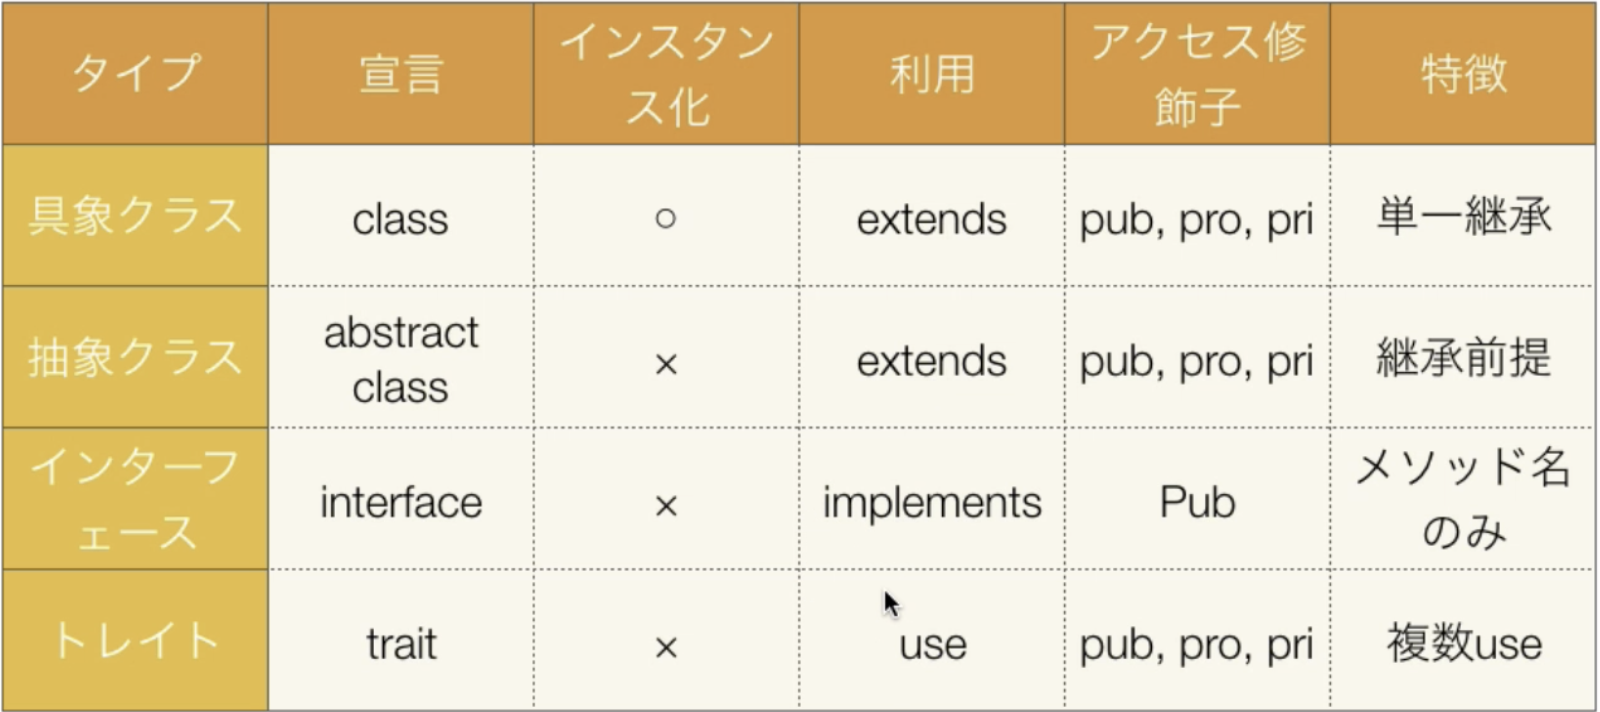 タイプ
宣言
インスタン
ス化
利用
アクセス修
飾子
特徴
具象クラス
class
○
extends
pub, pro, pri
単一継承
抽象クラス
abstract
class
×
extends
pub, pro, pri
継承前提
インターフ
ェース
interface
×
implements
Pub
メソッド名
のみ
トレイト
trait
×
use
pub, pro, pri
複数use